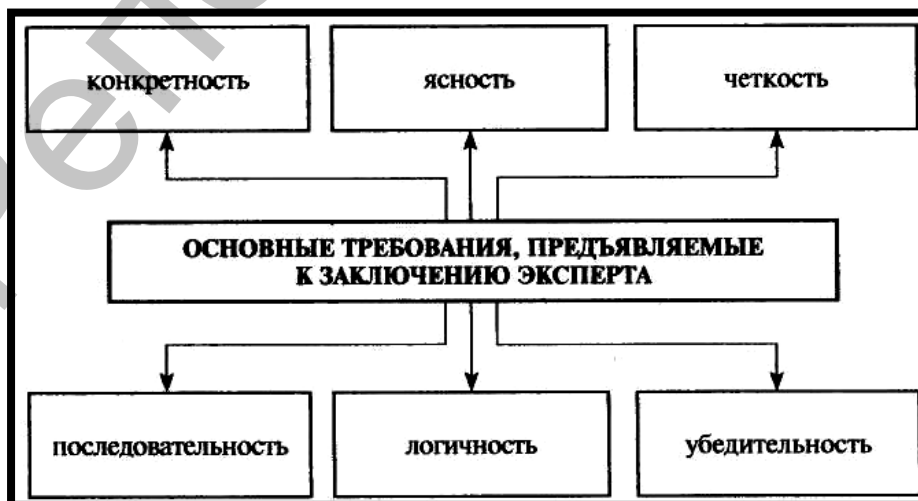 конкретность
ясность
четкость
ОСНОВНЫЕ ТРЕБОВАНИЯ, ПРЕДЪЯВЛЯЕМЫЕ
К ЗАКЛЮЧЕНИЮ ЭКСПЕРТА
последовательность
логичность
убедительность